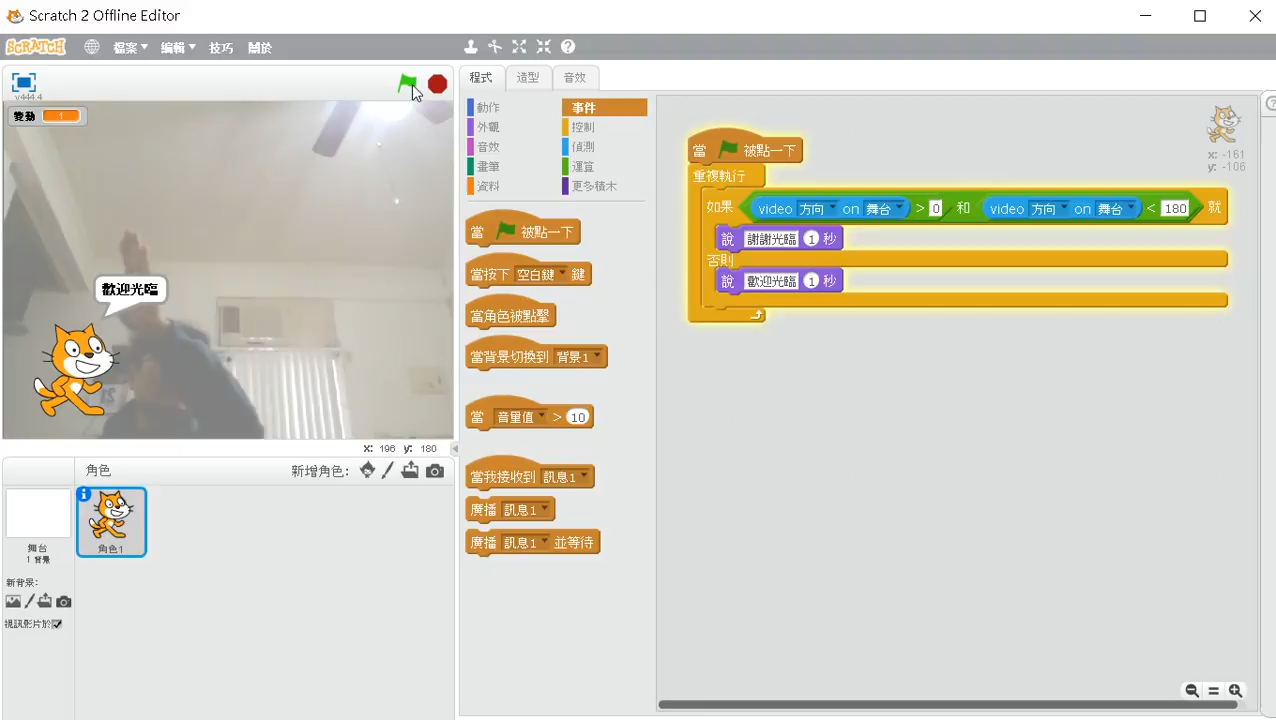 Scratch 2 Offline Editor
SCRATCH 檔案 編輯 技巧 關於
v444.4
變動 1
歡迎光臨
x: 196 y: 180
角色 新增角色:
舞台
1 背景
角色1
新背景:
視訊影片於
程式 造型 音效
動作 事件
外觀 控制
音效 偵測
畫筆 運算
資料 更多積木
當 被點一下
當按下 空白鍵 鍵
當角色被點擊
當背景切換到 背景1
當 音量值 > 10
當我接收到 訊息1
廣播 訊息1
廣播 訊息1 並等待
當 被點一下
重複執行
如果 video 方向 on 舞台 > 0 和 video 方向 on 舞台 < 180 就
說 謝謝光臨 1 秒
否則
說 歡迎光臨 1 秒
x: -161
y: -106